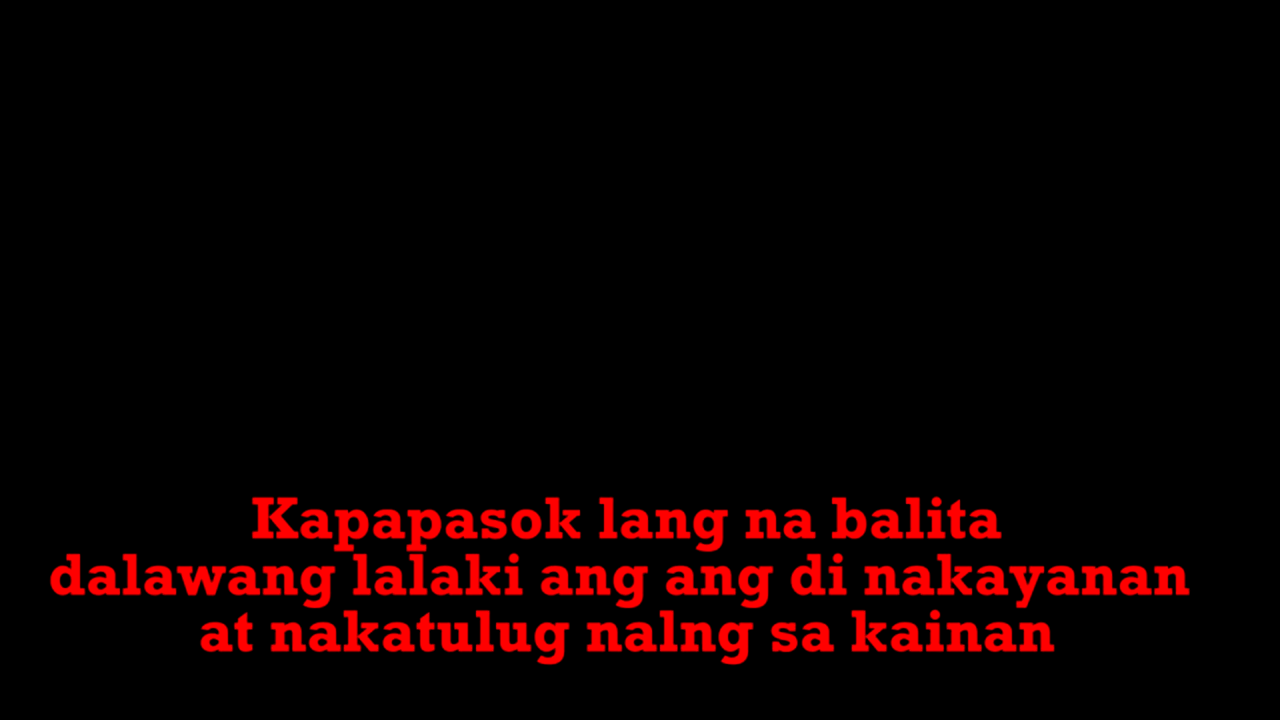 Kapapasok lang na balita
dalawang lalaki ang ang di nakayanan
at nakatulug nalng sa kainan